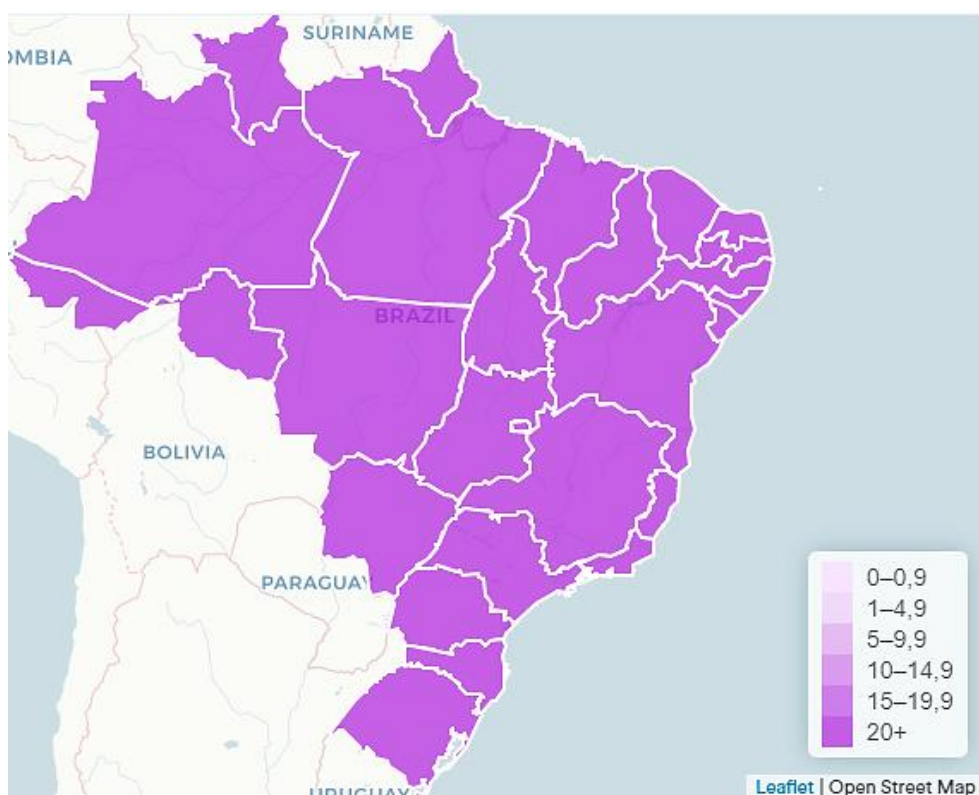 SURINAME
OMBIA
BRAZIL
BOLIVIA
PARAGUAY
0–0,9
1–4,9
5–9,9
10–14,9
15–19,9
20+
URUGUAY
Leaflet | Open Street Map